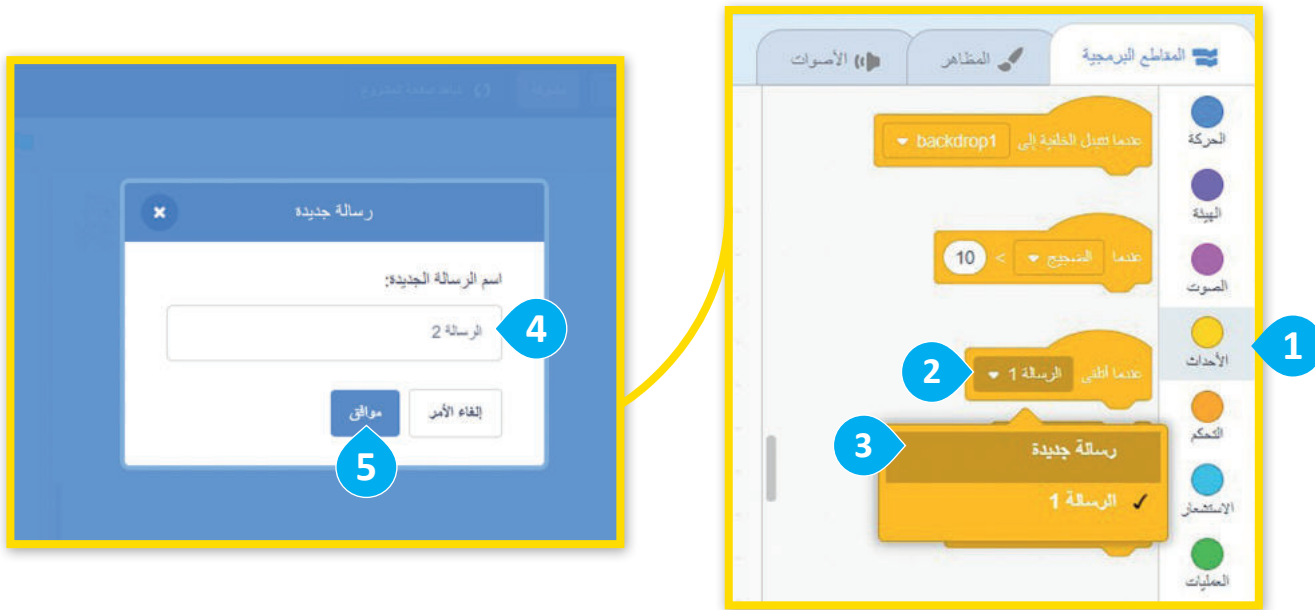 المقاطع البرمجية
المظاهر
الأصوات
الحركة
الهيئة
الصوت
الأحداث
التحكم
الاستشعار
العمليات
عندما تتبدل الخلفية إلى backdrop1
عندما الضجيج > 10
عندما أتلقى الرسالة 1
رسالة جديدة
✓ الرسالة 1
1
2
3
رسالة جديدة
اسم الرسالة الجديدة:
الرسالة 2
إلغاء الأمر
موافق
4
5